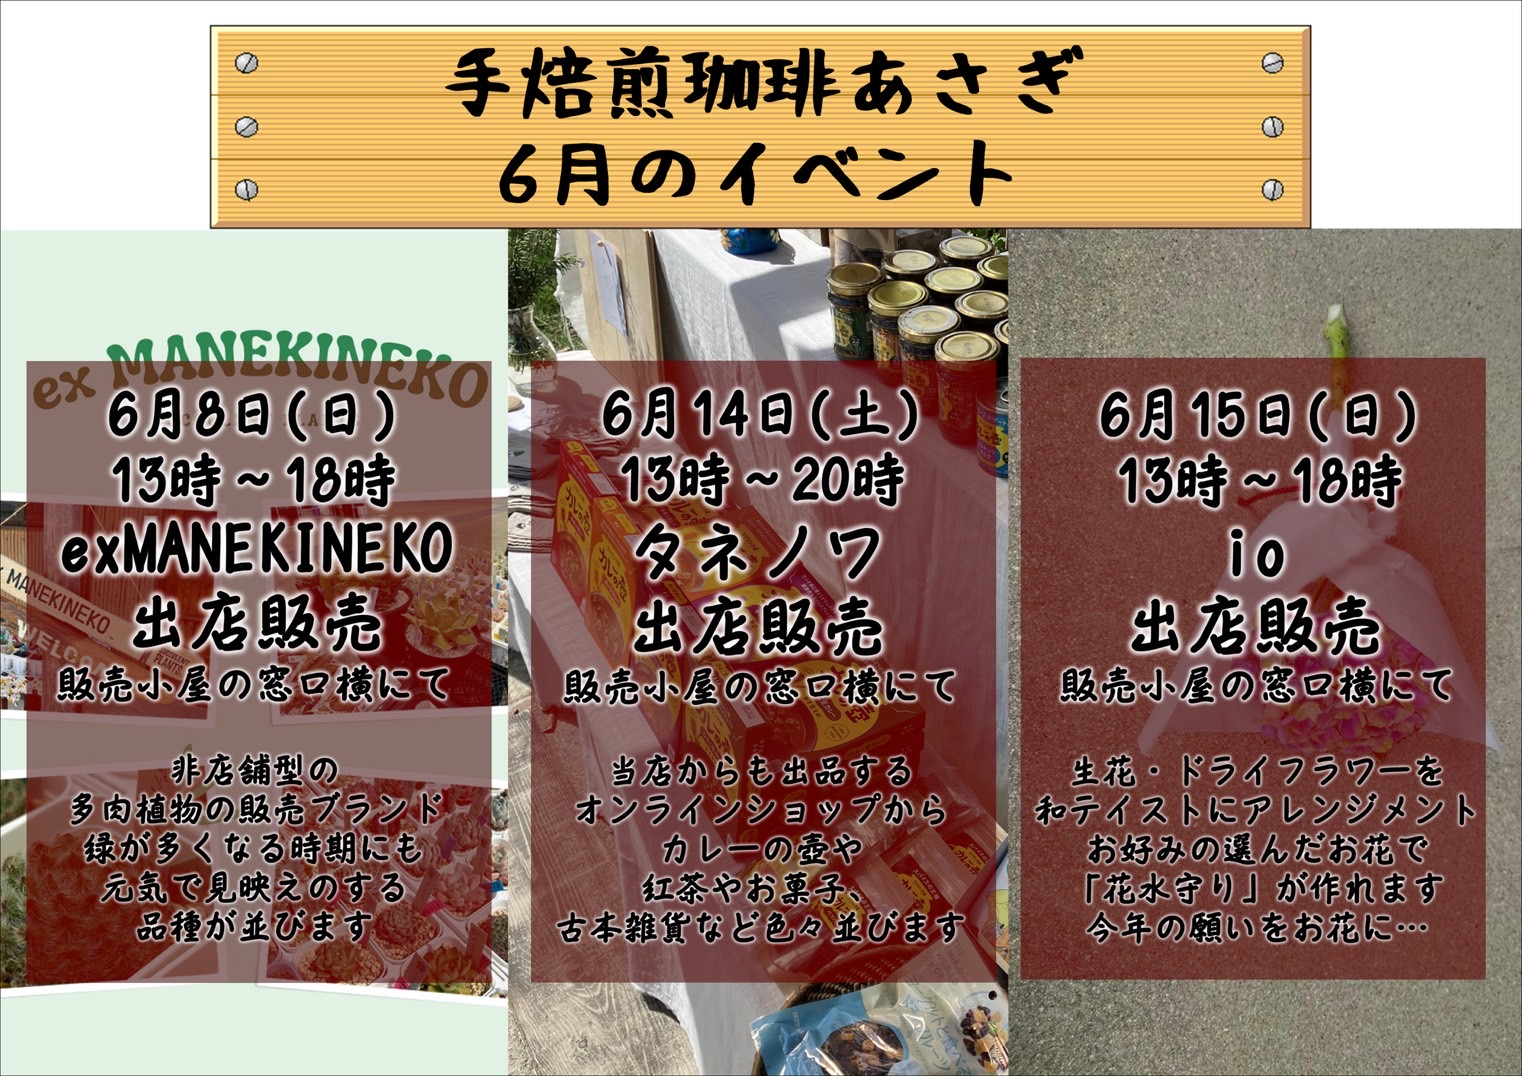 手焙煎珈琲あさぎ
6月のイベント
ex MANEKINEKO
6月8日(日)
13時～18時
exMANEKINEKO
出店販売
販売小屋の窓口横にて
非店舗型の
多肉植物の販売ブランド
緑が多くなる時期にも
元気で見映えのする
品種が並びます
MANEKINEKO
6月14日(土)
13時～20時
タネノワ
出店販売
販売小屋の窓口横にて
当店からも出品する
オンラインショップから
カレーの壺や
紅茶やお菓子、
古本雑貨など色々並びます
カレーの壺
6月15日(日)
13時～18時
io
出店販売
販売小屋の窓口横にて
生花・ドライフラワーを
和テイストにアレンジメント
お好みの選んだお花で
「花水守り」が作れます
今年の願いをお花に…